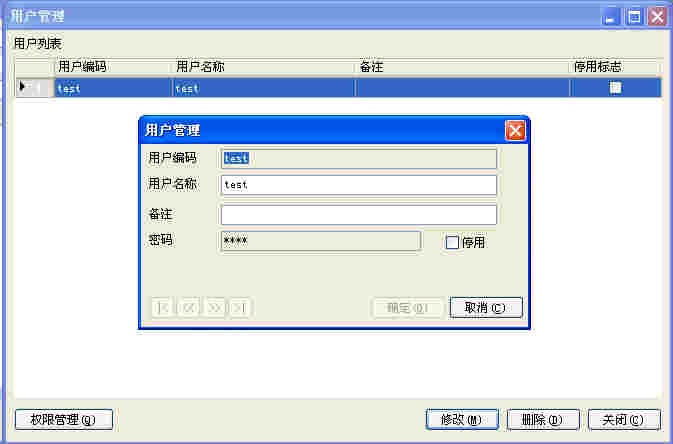 用户管理
用户列表
用户编码 用户名称 备注 停用标志
1 test test
用户管理
用户编码 test
用户名称 test
备注
密码 ****
停用
|< << >> >|
确定(O) 取消(C)
权限管理(Q) 修改(M) 删除(D) 关闭(C)